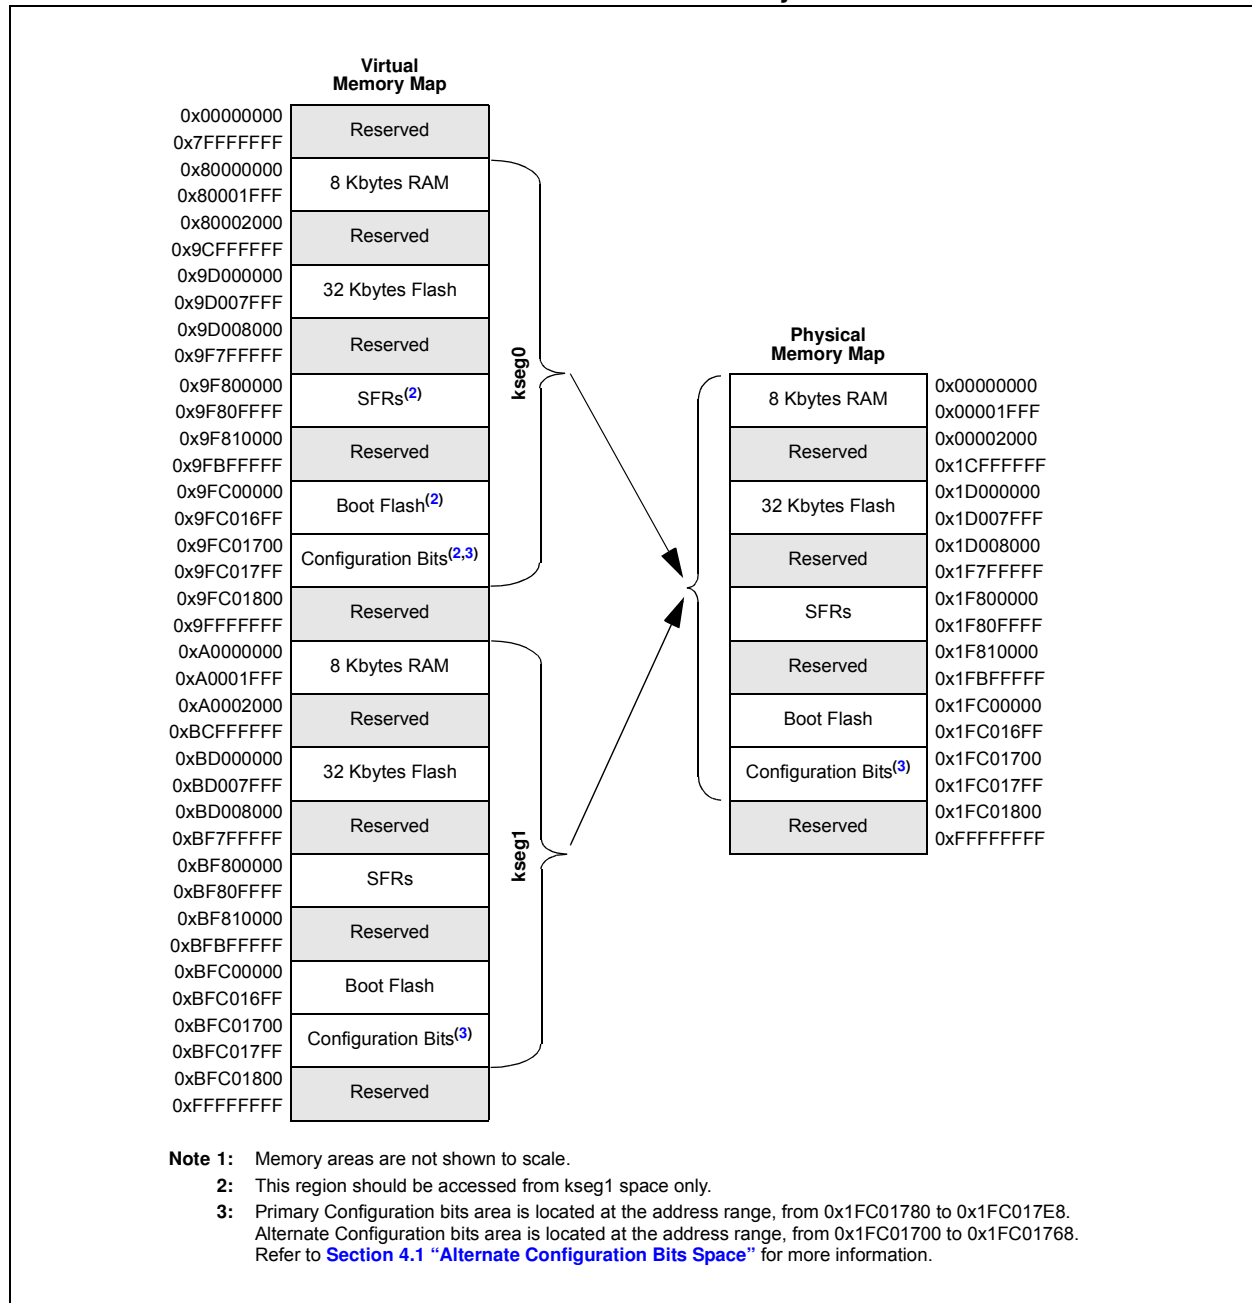 Virtual
Memory Map
0x00000000
Reserved
0x7FFFFFFF
0x80000000
8 Kbytes RAM
0x80001FFF
0x80002000
Reserved
0x9CFFFFFF
0x9D000000
32 Kbytes Flash
0x9D007FFF
0x9D008000
Reserved
0x9F7FFFFF
0x9F800000
SFRs(2)
0x9F80FFFF
0x9F810000
Reserved
0x9FBFFFFF
0x9FC00000
Boot Flash(2)
0x9FC016FF
0x9FC01700
Configuration Bits(2,3)
0x9FC017FF
0x9FC01800
Reserved
0x9FFFFFFF
kseg0
0xA0000000
8 Kbytes RAM
0xA0001FFF
0xA0002000
Reserved
0xBCFFFFFF
0xBD000000
32 Kbytes Flash
0xBD007FFF
0xBD008000
Reserved
0xBF7FFFFF
0xBF800000
SFRs
0xBF80FFFF
0xBF810000
Reserved
0xBFBFFFFF
0xBFC00000
Boot Flash
0xBFC016FF
0xBFC01700
Configuration Bits(3)
0xBFC017FF
0xBFC01800
Reserved
0xFFFFFFFF
kseg1
Physical
Memory Map
8 Kbytes RAM
0x00000000
0x00001FFF
Reserved
0x00002000
0x1CFFFFFF
32 Kbytes Flash
0x1D000000
0x1D007FFF
Reserved
0x1D008000
0x1F7FFFFF
SFRs
0x1F800000
0x1F80FFFF
Reserved
0x1F810000
0x1FBFFFFF
Boot Flash
0x1FC00000
0x1FC016FF
Configuration Bits(3)
0x1FC01700
0x1FC017FF
Reserved
0x1FC01800
0xFFFFFFFF
Note 1: Memory areas are not shown to scale.
2: This region should be accessed from kseg1 space only.
3: Primary Configuration bits area is located at the address range, from 0x1FC01780 to 0x1FC017E8.
Alternate Configuration bits area is located at the address range, from 0x1FC01700 to 0x1FC01768.
Refer to Section 4.1 “Alternate Configuration Bits Space” for more information.